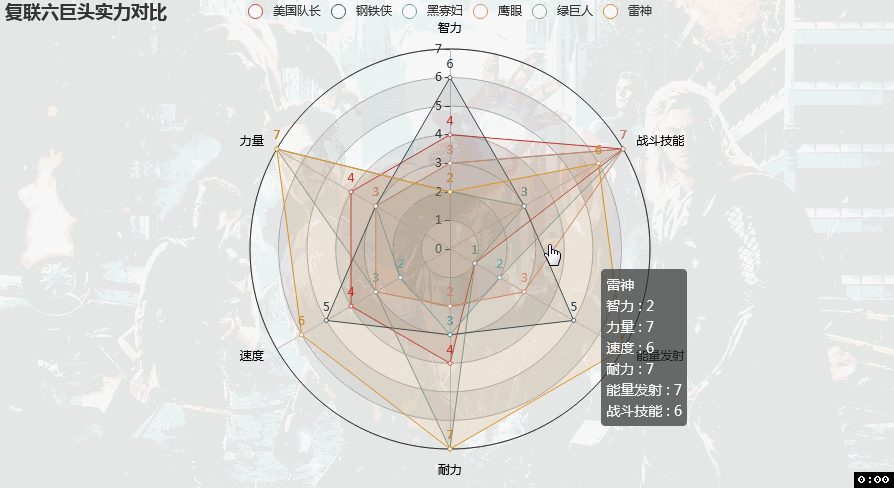 复联六巨头实力对比
美国队长 钢铁侠 黑寡妇 鹰眼 绿巨人 雷神
智力
7
6
6
5
4
4
3
3
2
2
1
0
力量
7
战斗技能
7
6
4
3
3
1
2
2
3
3
4
2
3
5
5
6
4
速度
能量发射
7
耐力
雷神
智力 : 2
力量 : 7
速度 : 6
耐力 : 7
能量发射 : 7
战斗技能 : 6
0:00